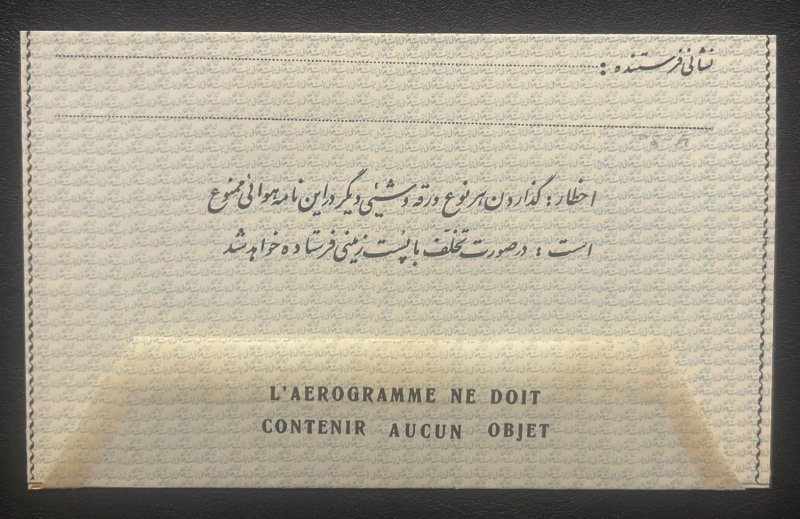 نشانی فرستنده :
اخطار : گذاردن هر نوع ورقه و شیئی دیگر در این نامه هوائی ممنوع
است : در صورت تخلف با پست زمینی فرستاده خواهد شد
L'AEROGRAMME NE DOIT
CONTENIR AUCUN OBJET